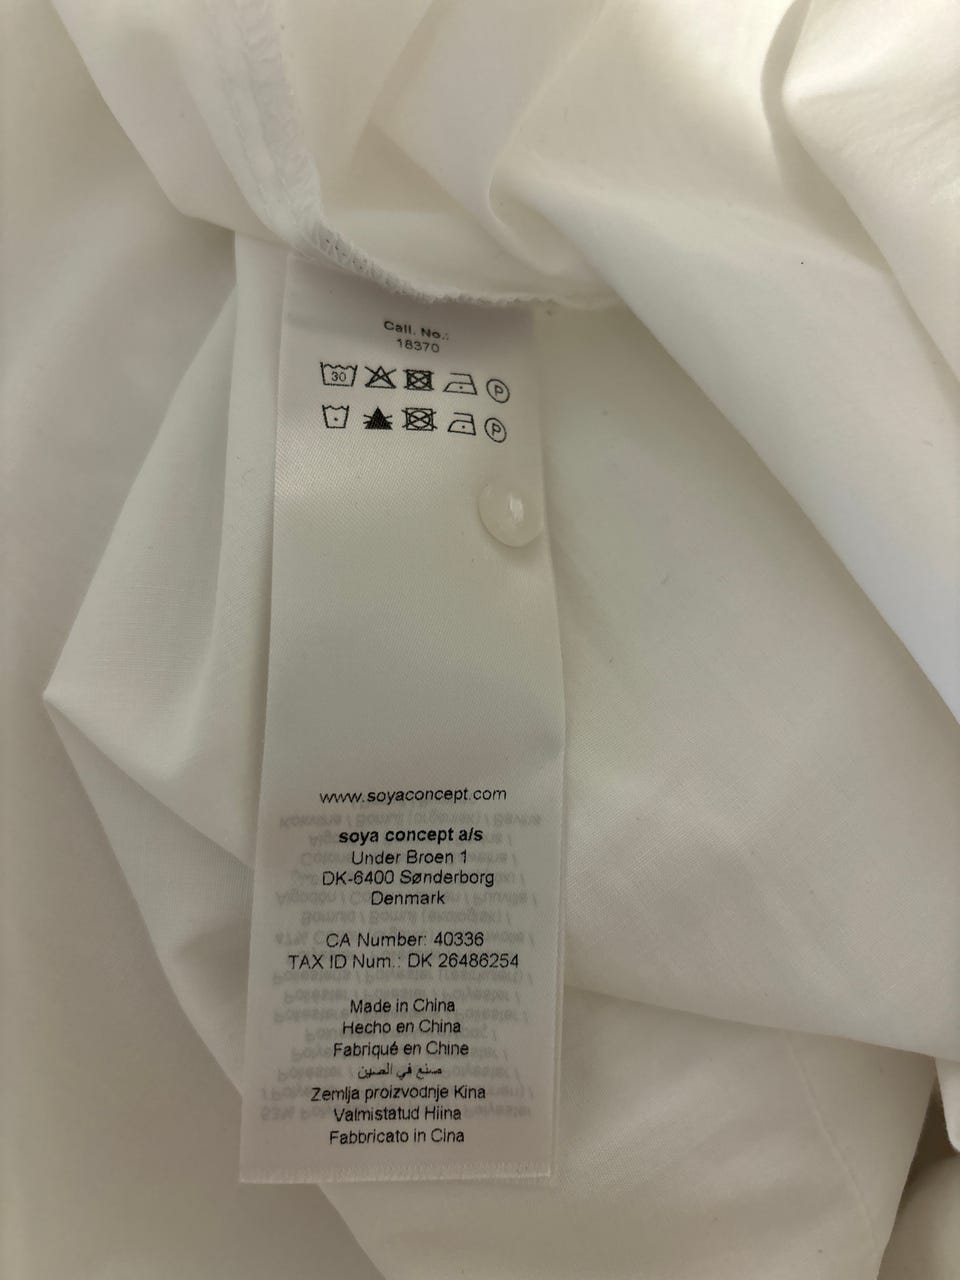 Call. No.:
18370
30
P
P
www.soyaconcept.com
soya concept a/s
Under Broen 1
DK-6400 Sønderborg
Denmark
CA Number: 40336
TAX ID Num.: DK 26486254
Made in China
Hecho en China
Fabriqué en Chine
صنع في الصين
Zemlja proizvodnje Kina
Valmistatud Hiina
Fabbricato in Cina